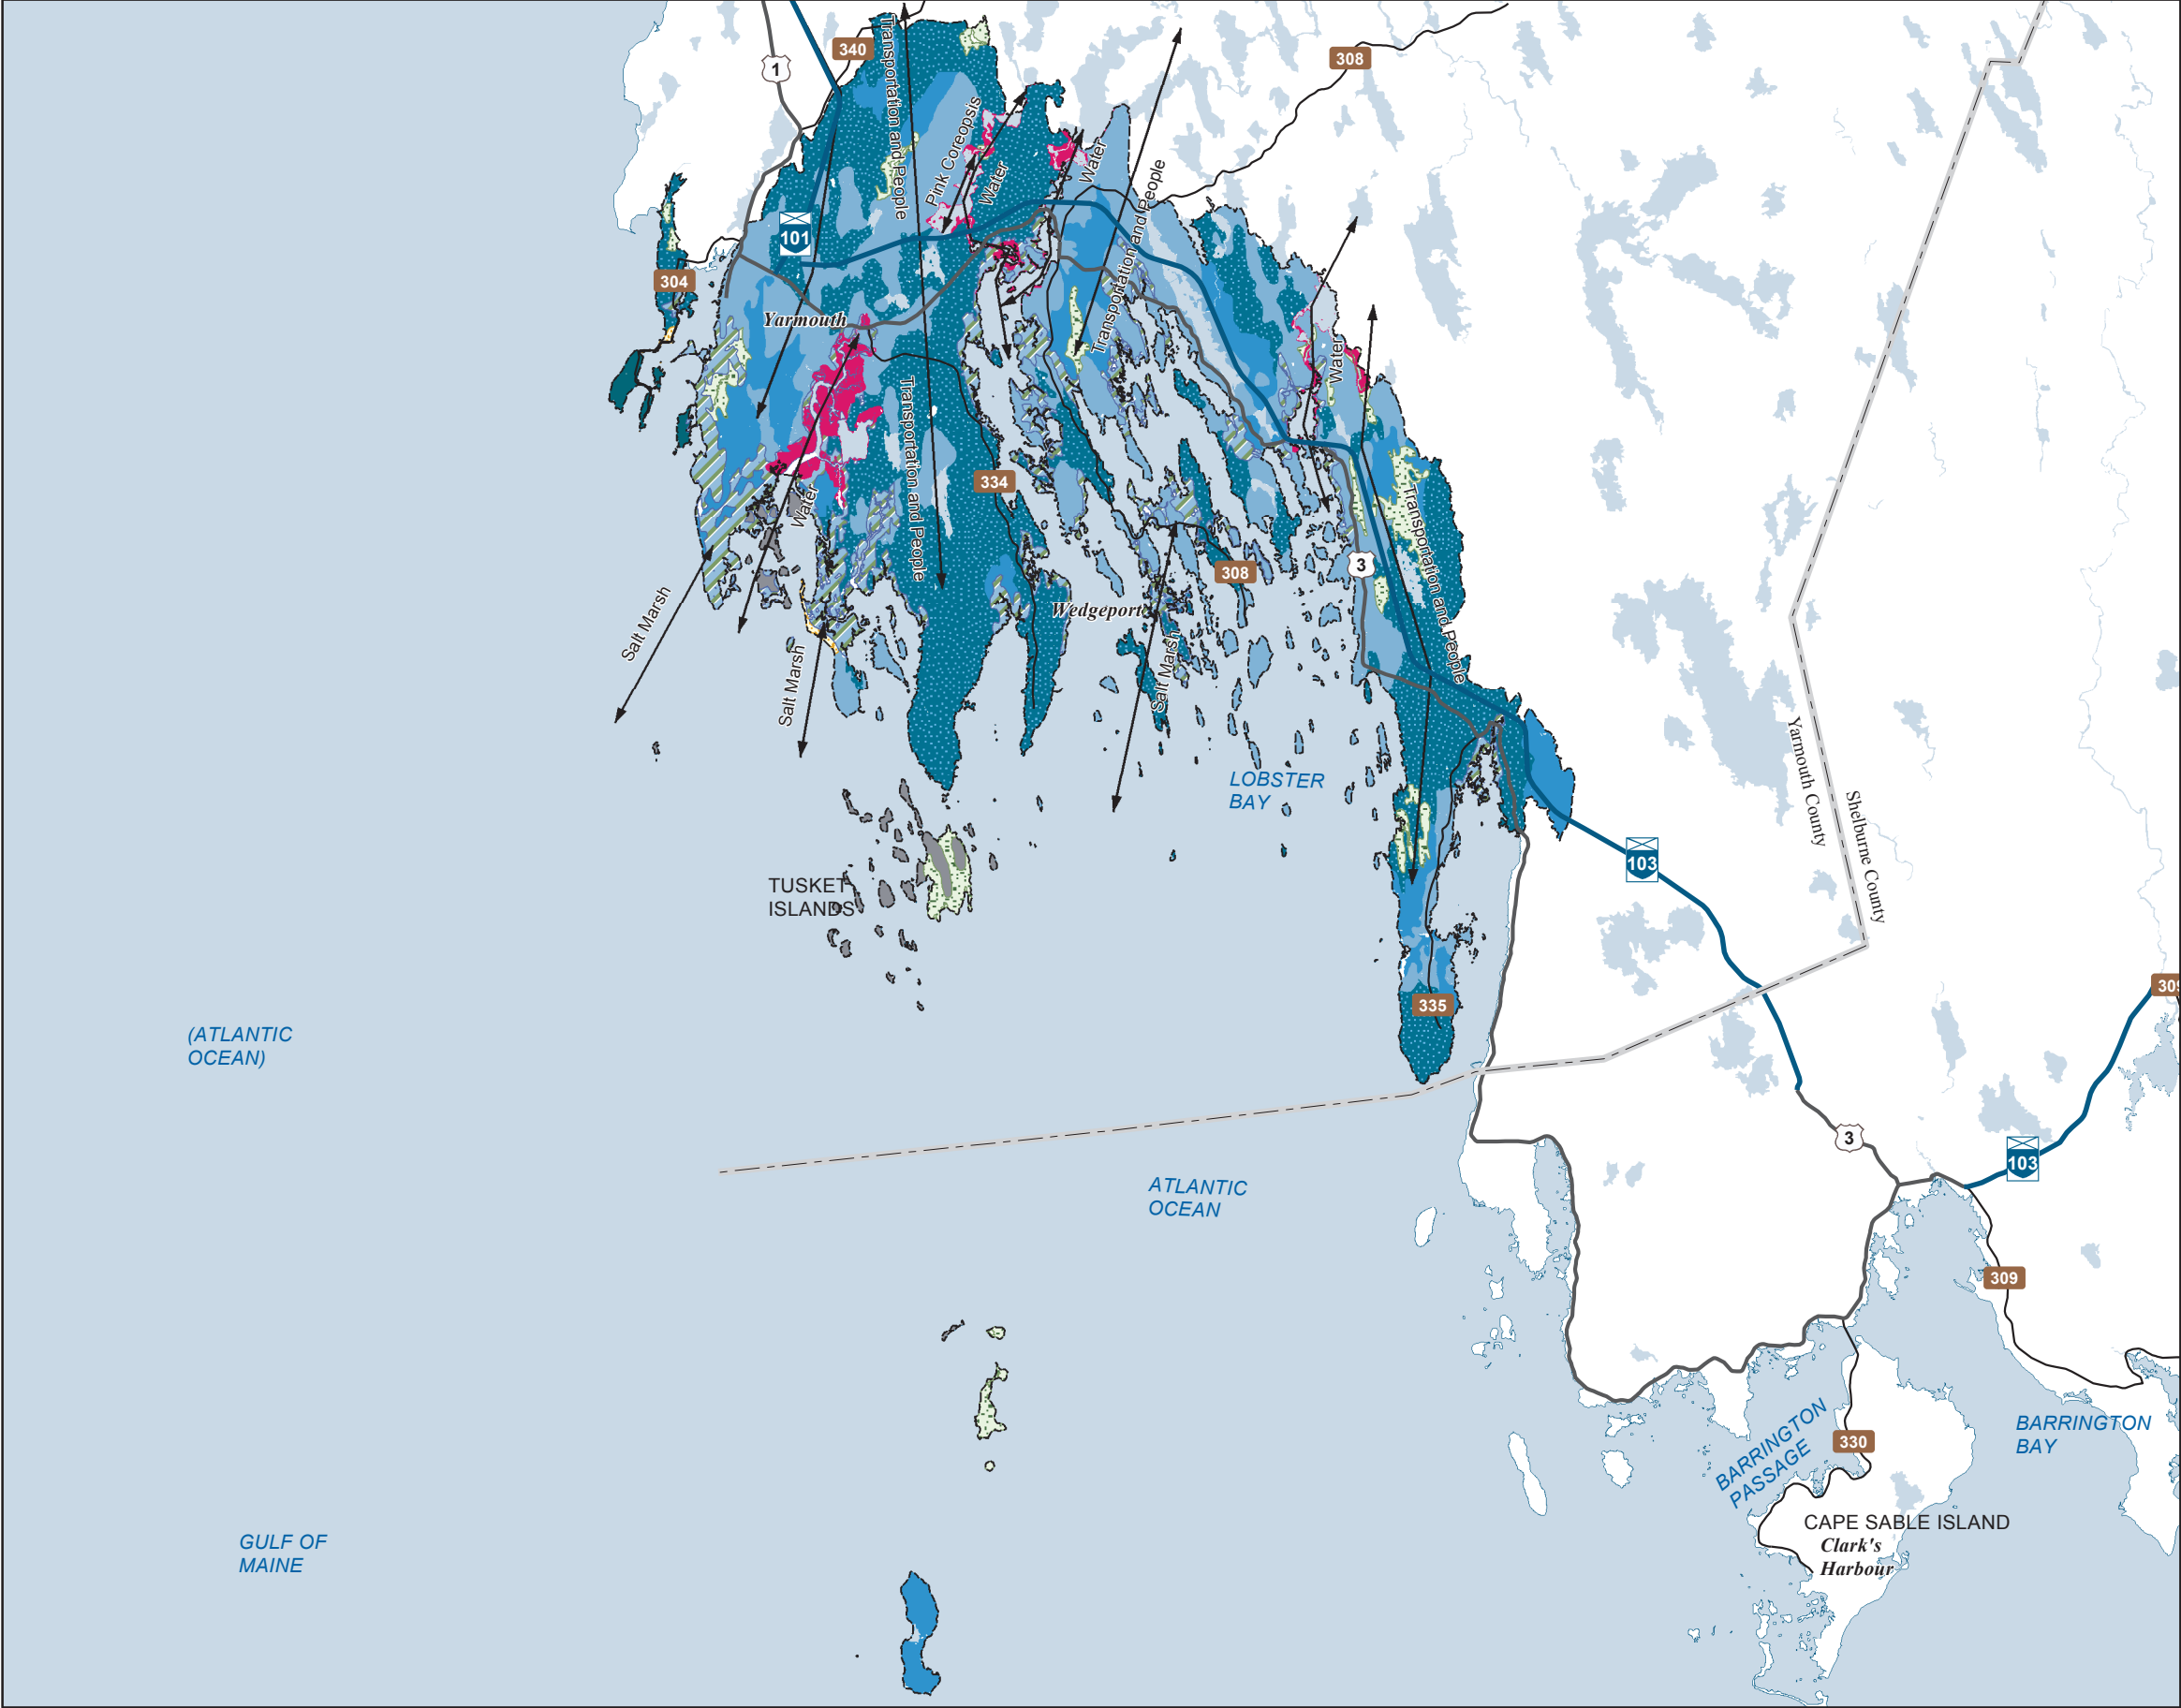 340
308
1
Transportation and People
Pink Coreopsis
Water
Water
Transportation and People
101
304
Yarmouth
Water
Transportation and People
334
Water
Transportation and People
3
308
Salt Marsh
Wedgeport
Salt Marsh
Salt Marsh
LOBSTER
BAY
Yarmouth County
Shelburne County
103
TUSKET
ISLANDS
309
335
(ATLANTIC
OCEAN)
3
103
ATLANTIC
OCEAN
309
BARRINGTON
PASSAGE
330
BARRINGTON
BAY
CAPE SABLE ISLAND
Clark's
Harbour
GULF OF
MAINE